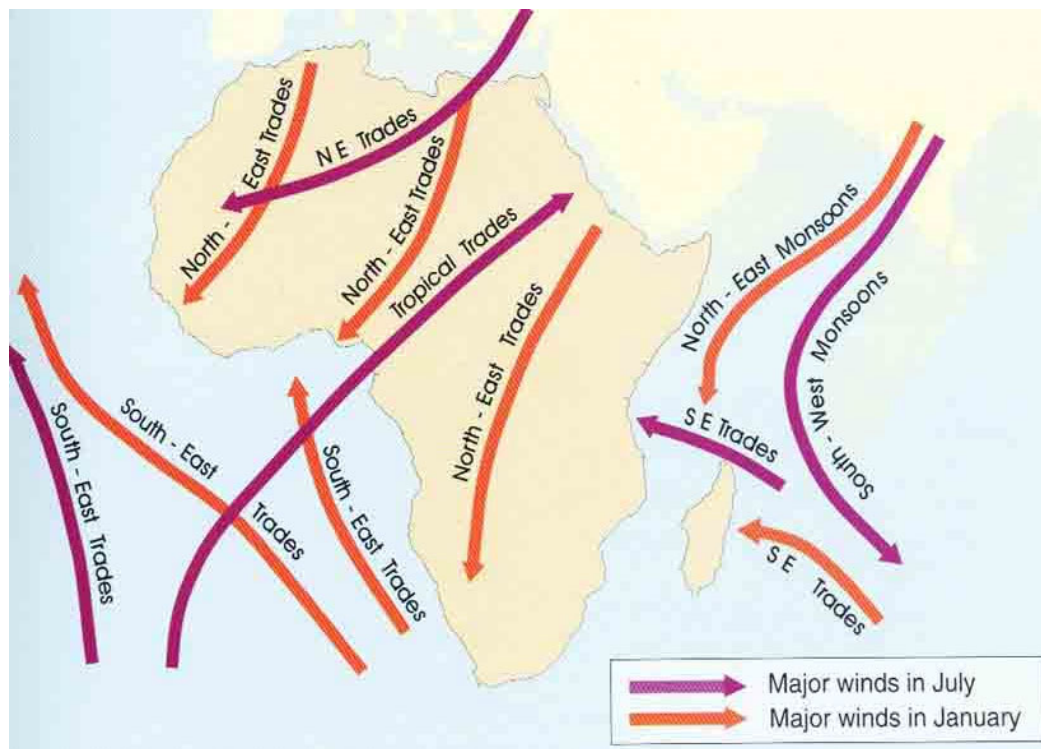 North - East Trades
N E Trades
North - East Trades
Tropical Trades
North - East Trades
North - East Monsoons
South - West Monsoons
S E Trades
S E Trades
South - East Trades
South - East Trades
South - East Trades
Major winds in July
Major winds in January